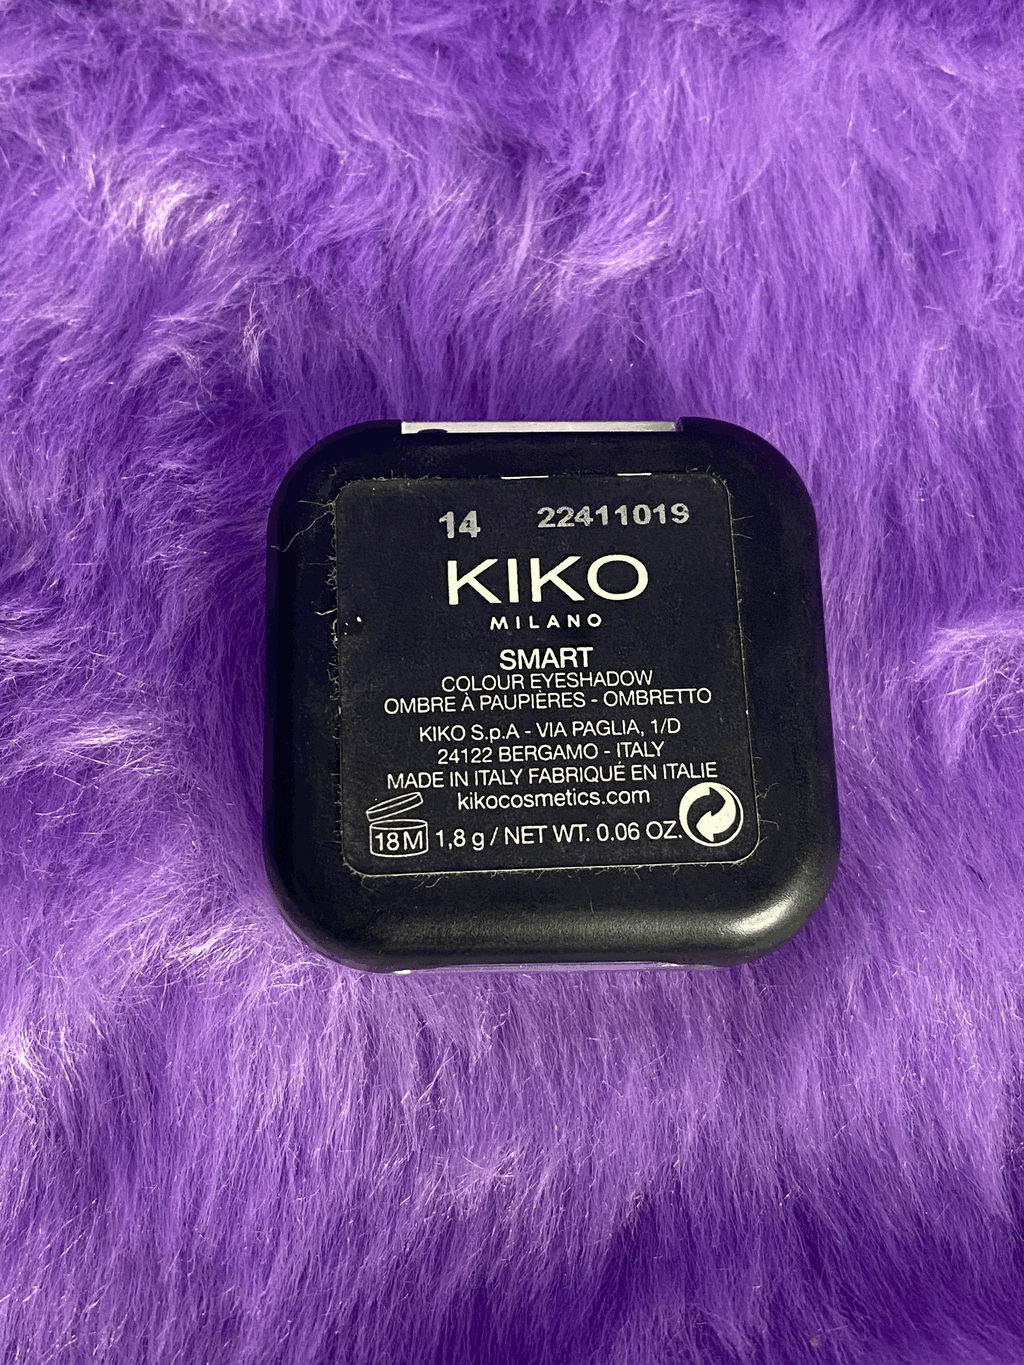 14 22411019
KIKO
MILANO
SMART
COLOUR EYESHADOW
OMBRE À PAUPIÈRES - OMBRETTO
KIKO S.p.A - VIA PAGLIA, 1/D
24122 BERGAMO - ITALY
MADE IN ITALY FABRIQUÉ EN ITALIE
kikocosmetics.com
18M 1,8 g / NET WT. 0.06 OZ.